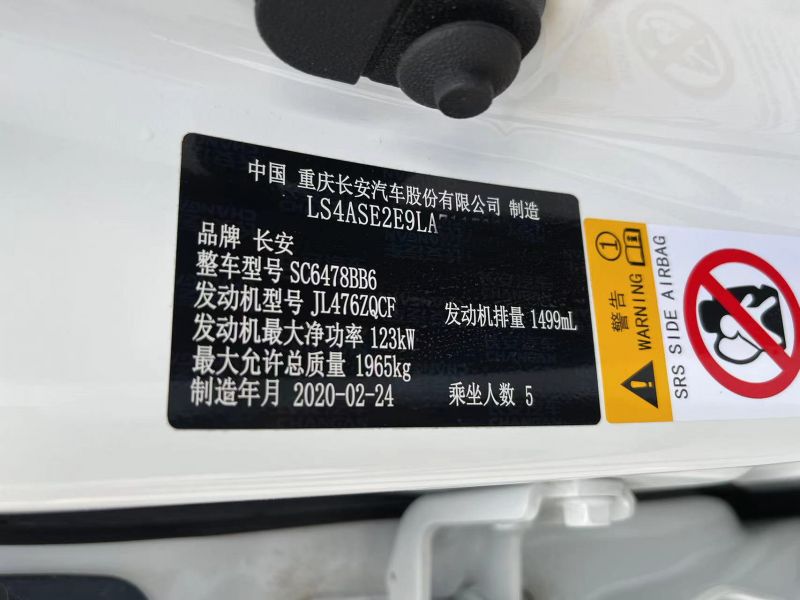 中国 重庆长安汽车股份有限公司 制造
LS4ASE2E9LA
品牌 长安
整车型号 SC6478BB6
发动机型号 JL476ZQCF 发动机排量 1499mL
发动机最大净功率 123kW
最大允许总质量 1965kg
制造年月 2020-02-24 乘坐人数 5
警告
WARNING
SRS SIDE AIRBAG